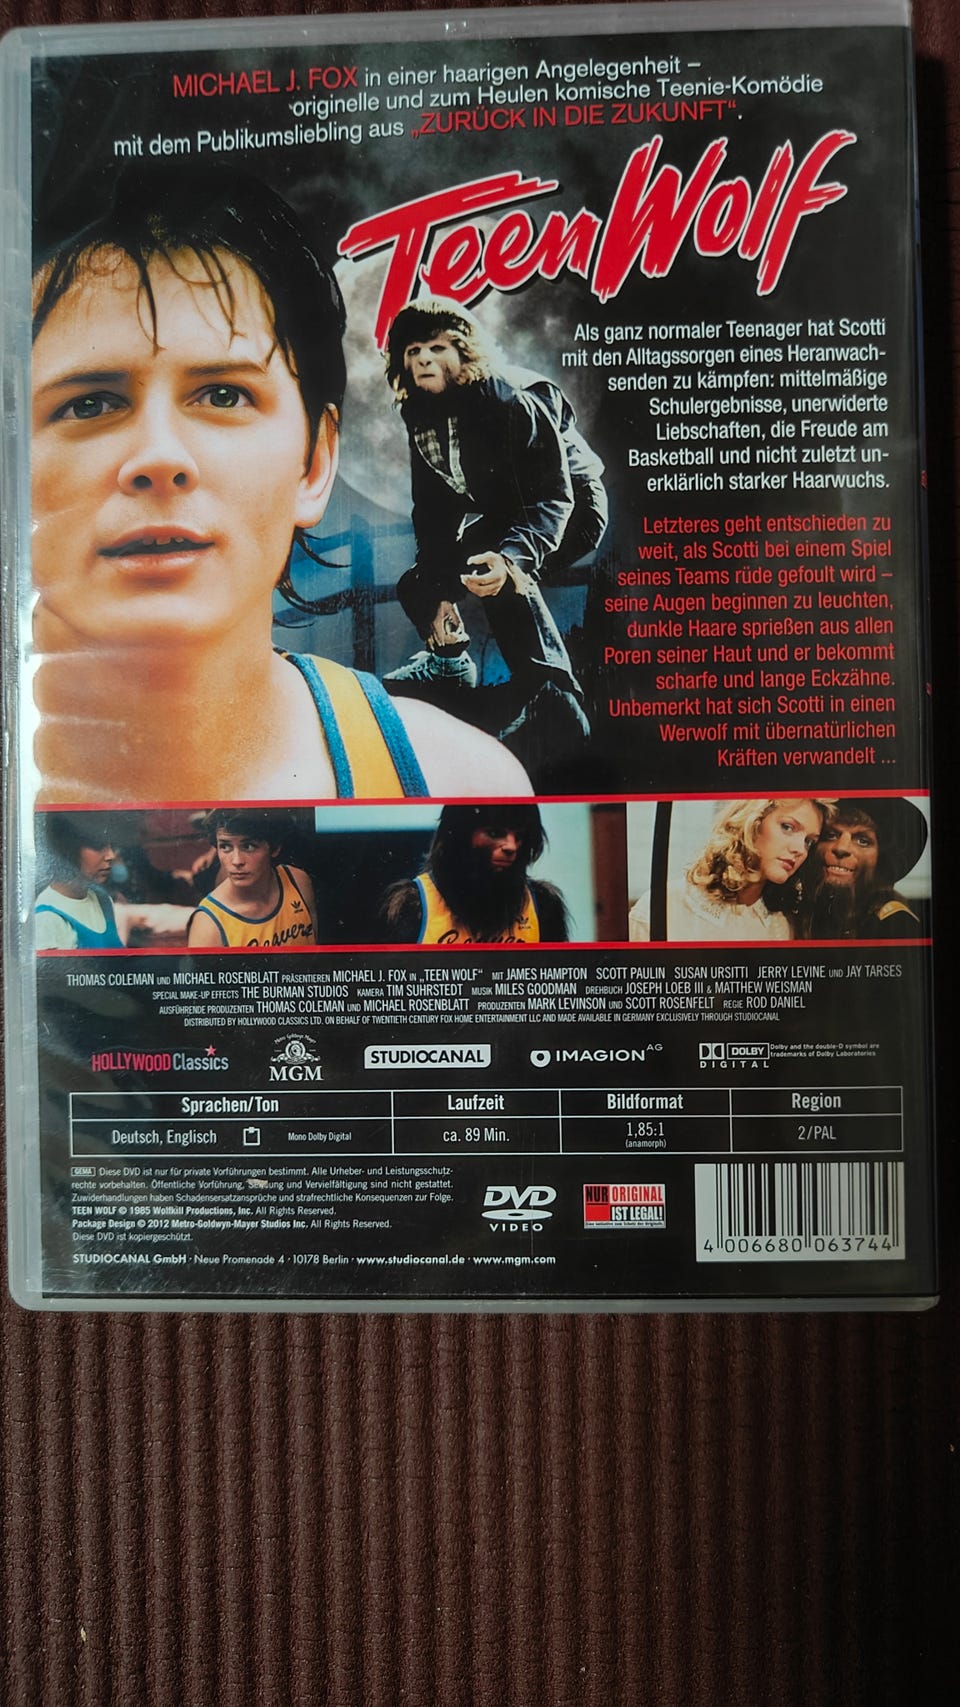 MICHAEL J. FOX in einer haarigen Angelegenheit –
originelle und zum Heulen komische Teenie-Komödie
mit dem Publikumsliebling aus „ZURÜCK IN DIE ZUKUNFT“.
Teen Wolf
Als ganz normaler Teenager hat Scotti
mit den Alltagssorgen eines Heranwach-
senden zu kämpfen: mittelmäßige
Schulergebnisse, unerwiderte
Liebschaften, die Freude am
Basketball und nicht zuletzt un-
erklärlich starker Haarwuchs.
Letzteres geht entschieden zu
weit, als Scotti bei einem Spiel
seines Teams rüde gefoult wird –
seine Augen beginnen zu leuchten,
dunkle Haare sprießen aus allen
Poren seiner Haut und er bekommt
scharfe und lange Eckzähne.
Unbemerkt hat sich Scotti in einen
Werwolf mit übernatürlichen
Kräften verwandelt ...
Beavers
THOMAS COLEMAN UND MICHAEL ROSENBLATT PRÄSENTIEREN MICHAEL J. FOX IN „TEEN WOLF“ MIT JAMES HAMPTON SCOTT PAULIN SUSAN URSITTI JERRY LEVINE UND JAY TARSES
SPECIAL MAKE-UP EFFECTS THE BURMAN STUDIOS KAMERA TIM SUHRSTEDT MUSIK MILES GOODMAN DREHBUCH JOSEPH LOEB III & MATTHEW WEISMAN
AUSFÜHRENDE PRODUZENTEN THOMAS COLEMAN UND MICHAEL ROSENBLATT PRODUZENTEN MARK LEVINSON UND SCOTT ROSENFELT REGIE ROD DANIEL
DISTRIBUTED BY HOLLYWOOD CLASSICS LTD. ON BEHALF OF TWENTIETH CENTURY FOX HOME ENTERTAINMENT LLC AND MADE AVAILABLE IN GERMANY EXCLUSIVELY THROUGH STUDIOCANAL
HOLLYWOOD Classics
MGM
STUDIOCANAL
IMAGION AG
DOLBY
DIGITAL
Dolby and the double-D symbol are
trademarks of Dolby Laboratories
Sprachen/Ton
Laufzeit
Bildformat
Region
Deutsch, Englisch
Mono Dolby Digital
ca. 89 Min.
1,85:1
(anamorph)
2/PAL
GEMA Diese DVD ist nur für private Vorführungen bestimmt. Alle Urheber- und Leistungsschutz-
rechte vorbehalten. Öffentliche Vorführung, und Vervielfältigung sind nicht gestattet.
Zuwiderhandlungen haben Schadensersatzansprüche und strafrechtliche Konsequenzen zur Folge.
TEEN WOLF © 1985 Wolfkill Productions, Inc. All Rights Reserved.
Package Design © 2012 Metro-Goldwyn-Mayer Studios Inc. All Rights Reserved.
Diese DVD ist kopiergeschützt.
STUDIOCANAL GmbH · Neue Promenade 4 · 10178 Berlin · www.studiocanal.de · www.mgm.com
DVD
VIDEO
NUR ORIGINAL
IST LEGAL!
4 006680 063744